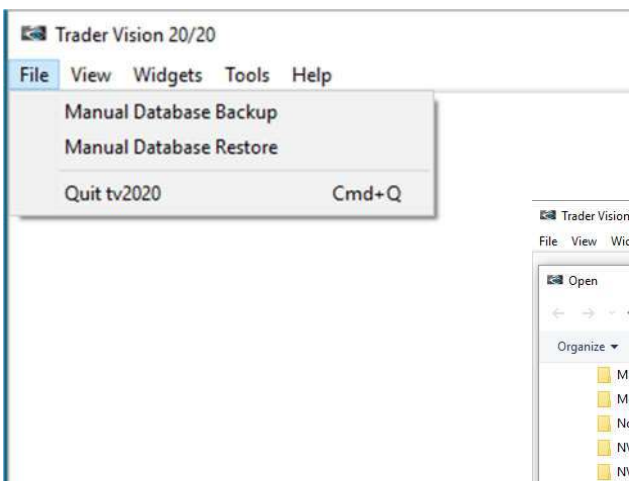 Trader Vision 20/20
File View Widgets Tools Help
Manual Database Backup
Manual Database Restore
Quit tv2020 Cmd+Q
Trader Vision
File View
Open
Organize
M
M
N
N